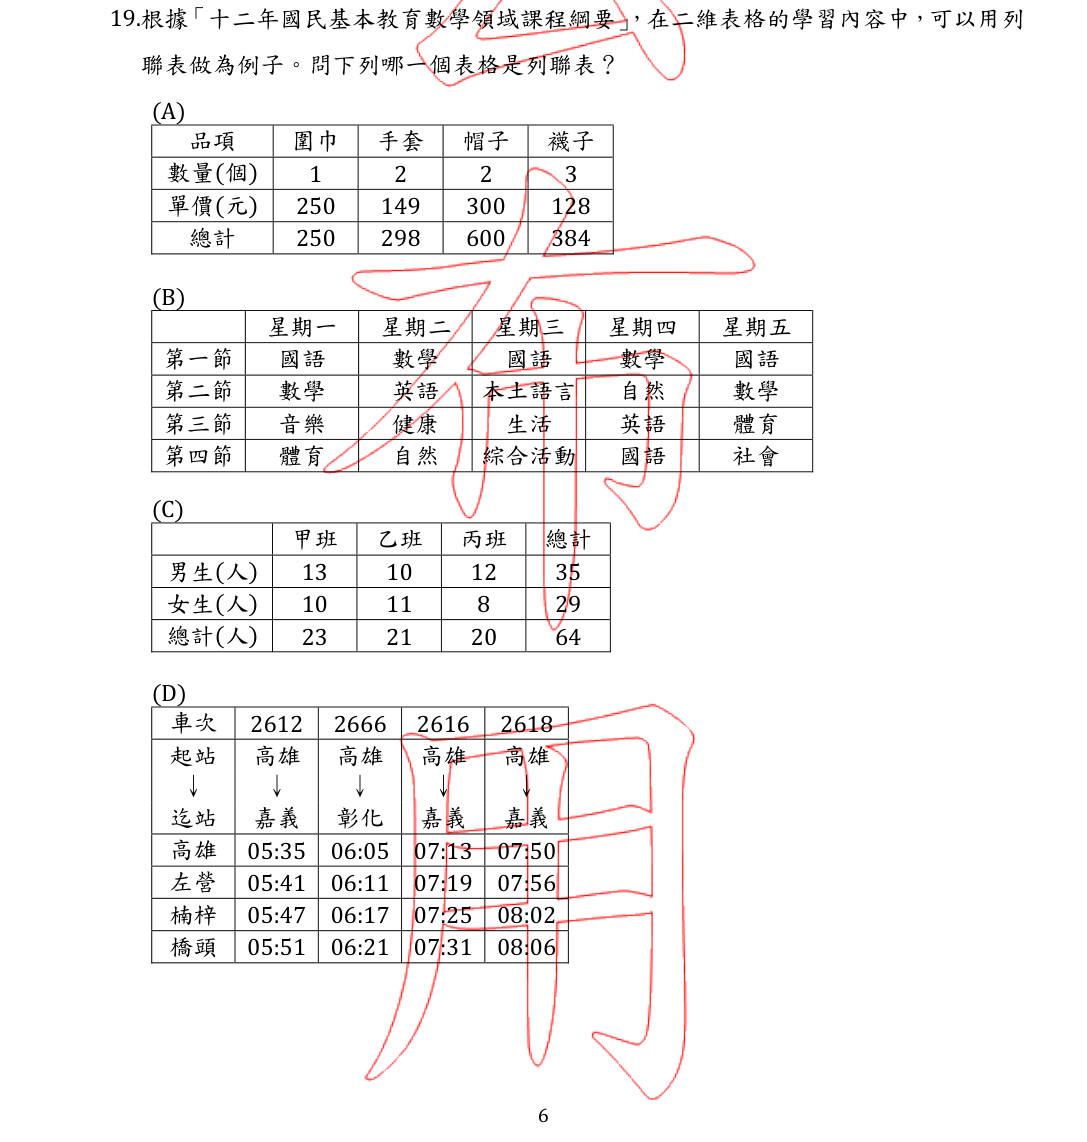 19.根據「十二年國民基本教育數學領域課程綱要」，在二維表格的學習內容中，可以用列
聯表做為例子。問下列哪一個表格是列聯表？
(A)
品項 圍巾 手套 帽子 襪子
數量(個) 1 2 2 3
單價(元) 250 149 300 128
總計 250 298 600 384
(B)
星期一 星期二 星期三 星期四 星期五
第一節 國語 數學 國語 數學 國語
第二節 數學 英語 本土語言 自然 數學
第三節 音樂 健康 生活 英語 體育
第四節 體育 自然 綜合活動 國語 社會
(C)
甲班 乙班 丙班 總計
男生(人) 13 10 12 35
女生(人) 10 11 8 29
總計(人) 23 21 20 64
(D)
車次 2612 2666 2616 2618
起站 高雄 高雄 高雄 高雄
↓ ↓ ↓ ↓ ↓
迄站 嘉義 彰化 嘉義 嘉義
高雄 05:35 06:05 07:13 07:50
左營 05:41 06:11 07:19 07:56
楠梓 05:47 06:17 07:25 08:02
橋頭 05:51 06:21 07:31 08:06
6